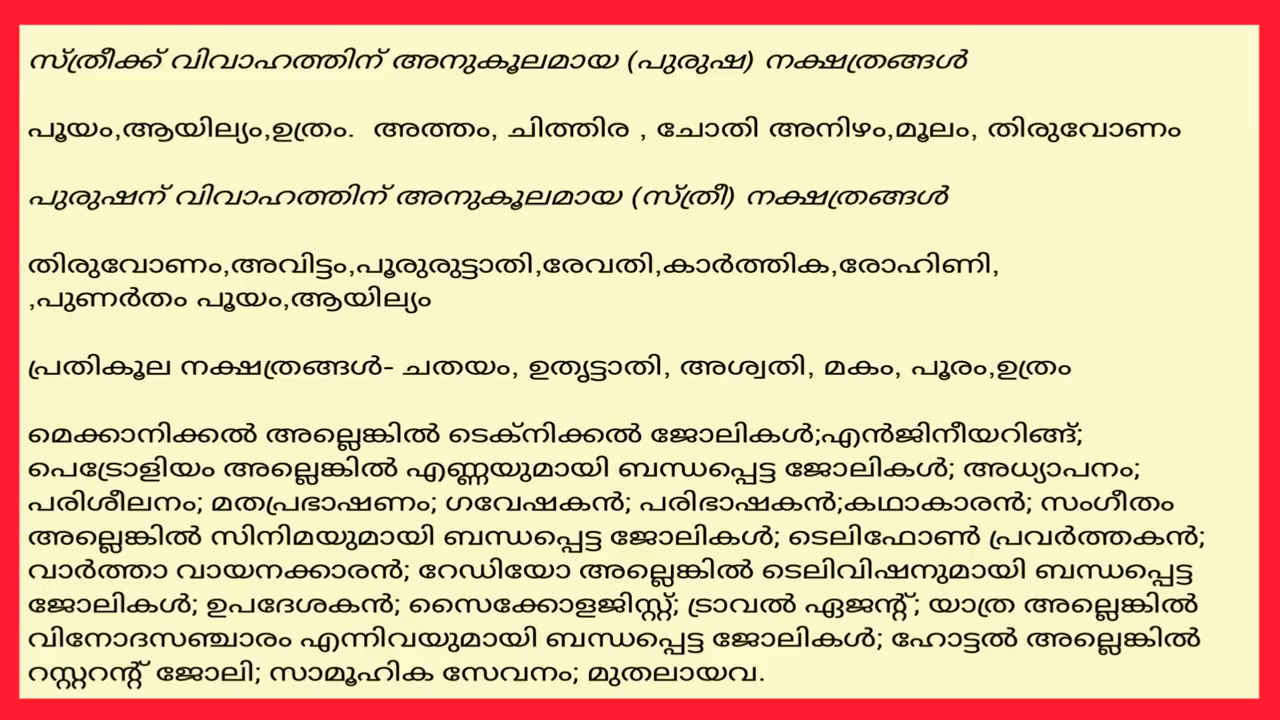 സ്ത്രീക്ക് വിവാഹത്തിന് അനുകൂലമായ (പുരുഷ) നക്ഷത്രങ്ങൾ
പൂയം,ആയില്യം,ഉത്രം. അത്തം, ചിത്തിര , ചോതി അനിഴം,മൂലം, തിരുവോണം
പുരുഷന് വിവാഹത്തിന് അനുകൂലമായ (സ്ത്രീ) നക്ഷത്രങ്ങൾ
തിരുവോണം,അവിട്ടം,പൂരുരുട്ടാതി,രേവതി,കാർത്തിക,രോഹിണി,
,പുണർതം പൂയം,ആയില്യം
പ്രതികൂല നക്ഷത്രങ്ങൾ- ചതയം, ഉതൃട്ടാതി, അശ്വതി, മകം, പൂരം,ഉത്രം
മെക്കാനിക്കൽ അല്ലെങ്കിൽ ടെക്നിക്കൽ ജോലികൾ;എൻജിനീയറിങ്ങ്;
പെട്രോളിയം അല്ലെങ്കിൽ എണ്ണയുമായി ബന്ധപ്പെട്ട ജോലികൾ; അധ്യാപനം;
പരിശീലനം; മതപ്രഭാഷണം; ഗവേഷകൻ; പരിഭാഷകൻ;കഥാകാരൻ; സംഗീതം
അല്ലെങ്കിൽ സിനിമയുമായി ബന്ധപ്പെട്ട ജോലികൾ; ടെലിഫോൺ പ്രവർത്തകൻ;
വാർത്താ വായനക്കാരൻ; റേഡിയോ അല്ലെങ്കിൽ ടെലിവിഷനുമായി ബന്ധപ്പെട്ട
ജോലികൾ; ഉപദേശകൻ; സൈക്കോളജിസ്റ്റ്; ട്രാവൽ ഏജന്റ്; യാത്ര അല്ലെങ്കിൽ
വിനോദസഞ്ചാരം എന്നിവയുമായി ബന്ധപ്പെട്ട ജോലികൾ; ഹോട്ടൽ അല്ലെങ്കിൽ
റസ്റ്ററന്റ് ജോലി; സാമൂഹിക സേവനം; മുതലായവ.